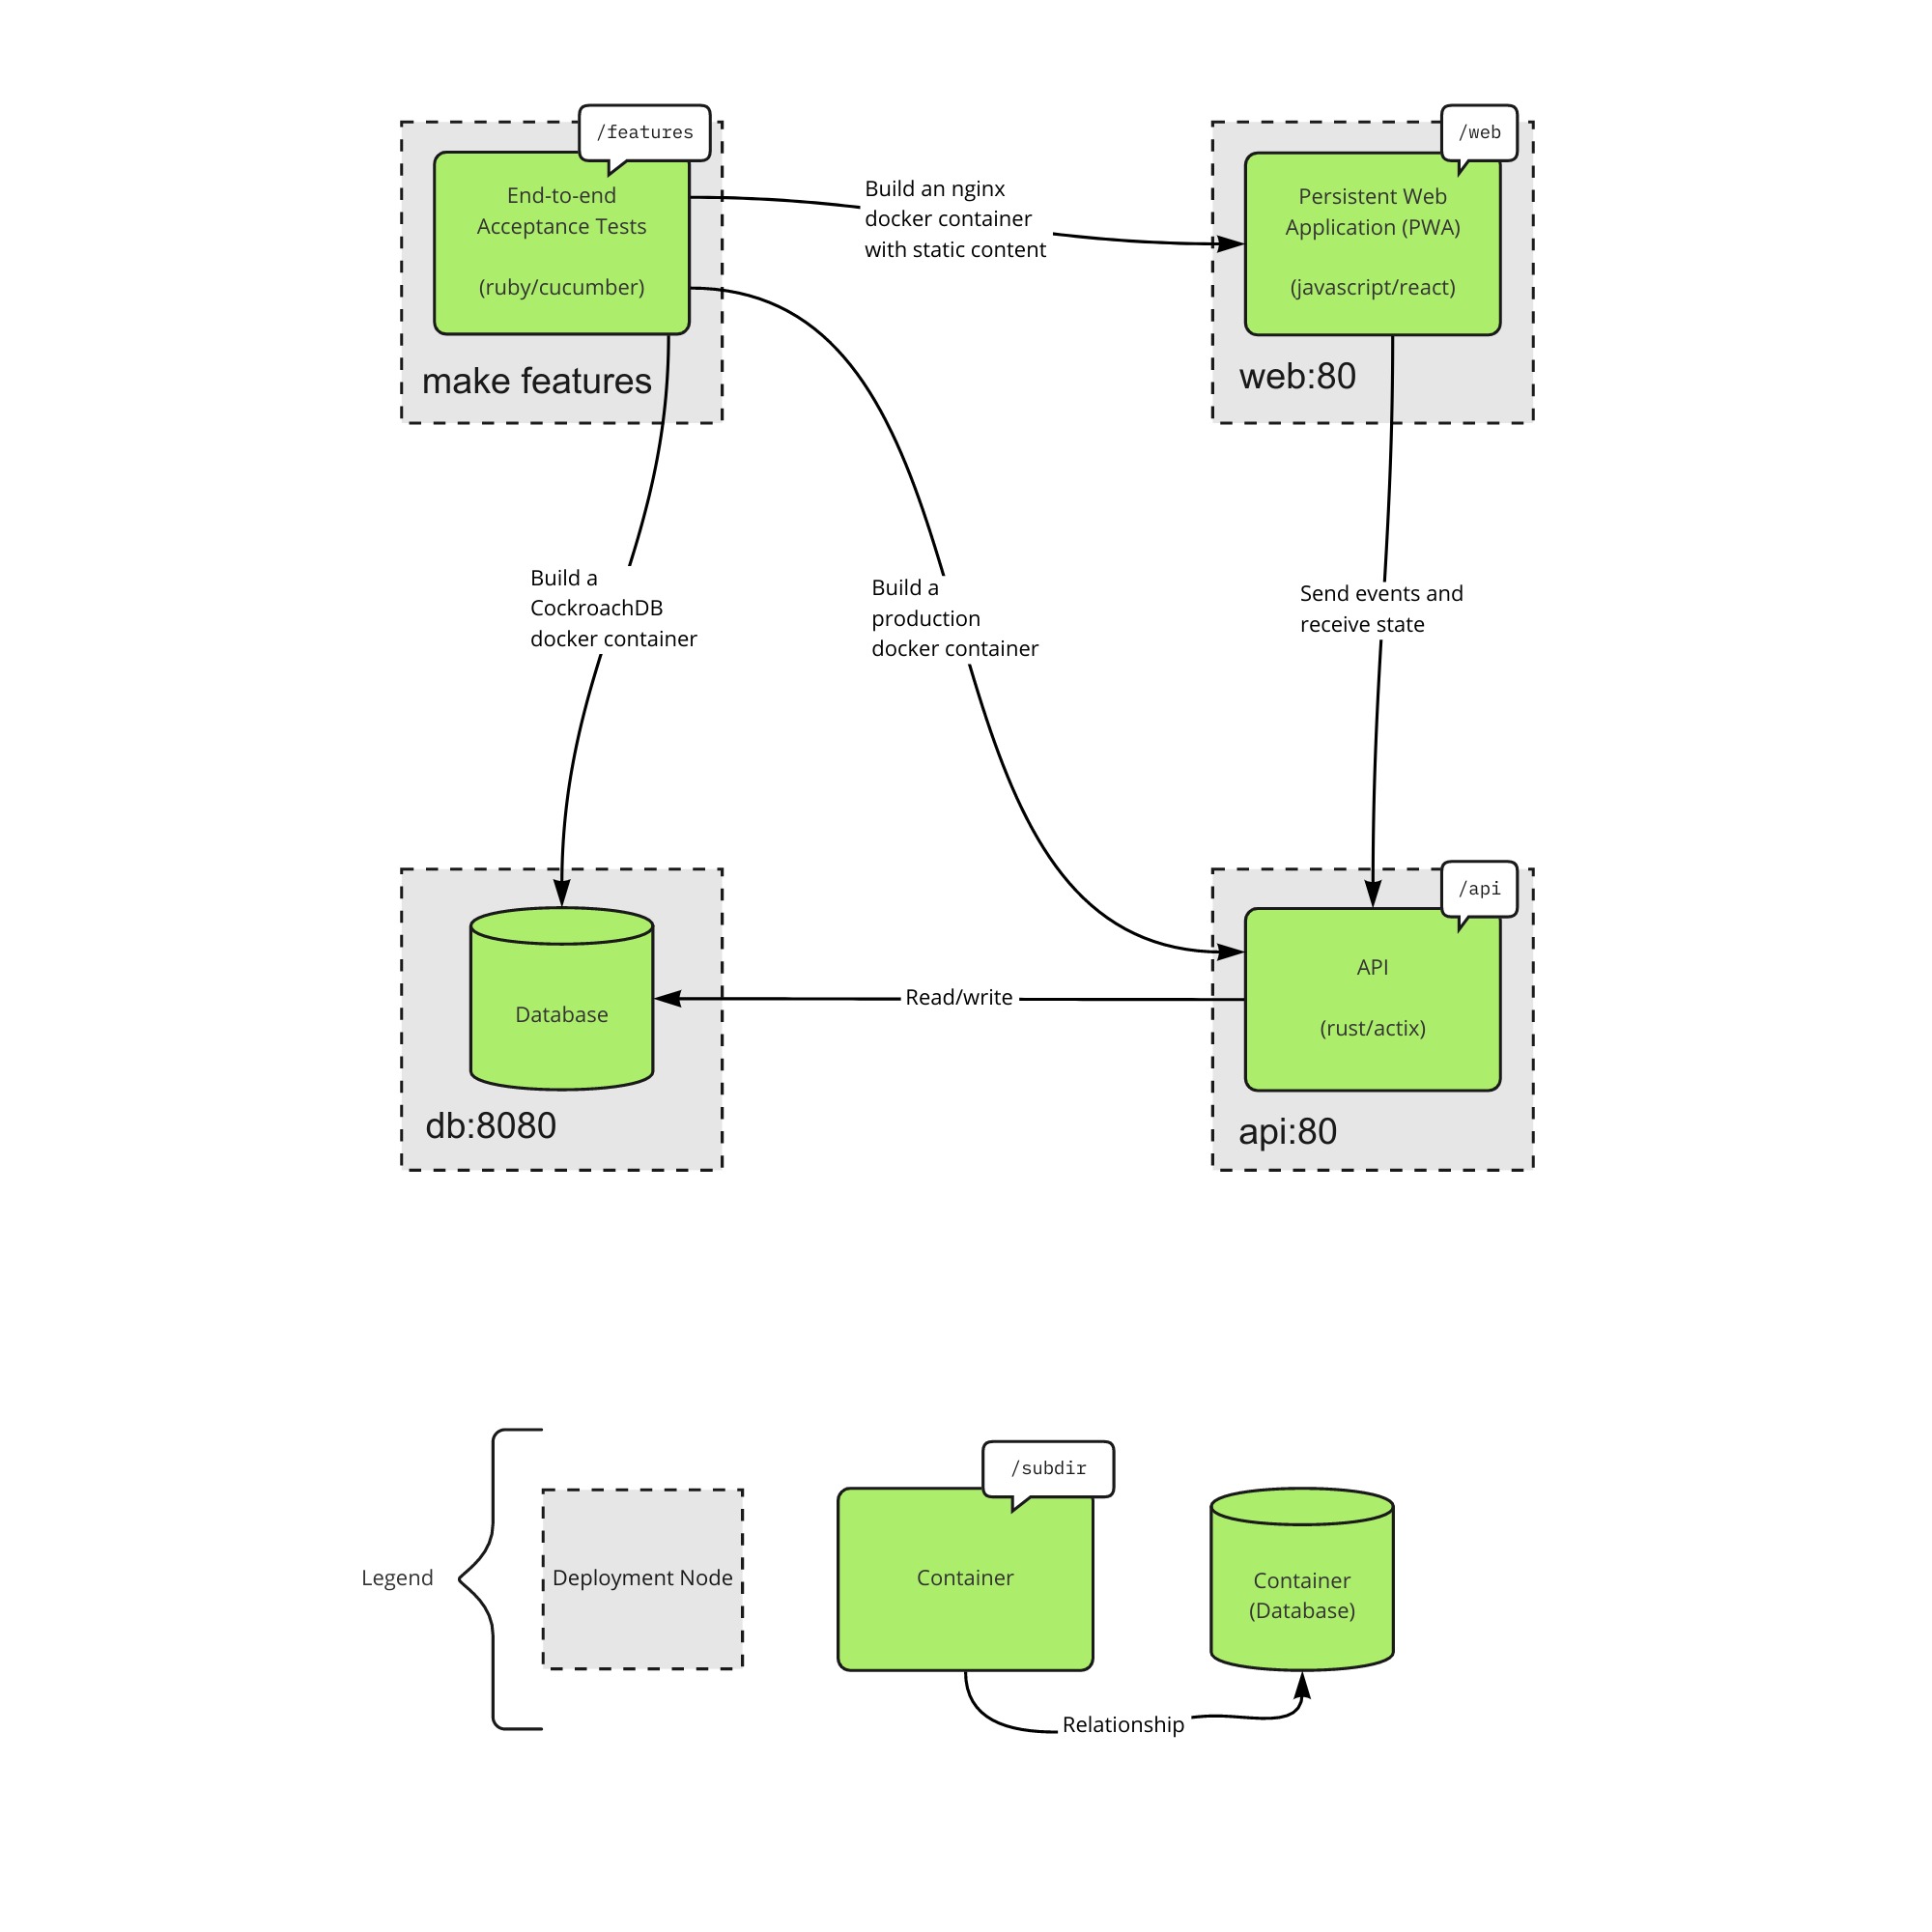 /features
End-to-end
Acceptance Tests
(ruby/cucumber)
make features
Build an nginx
docker container
with static content
/web
Persistent Web
Application (PWA)
(javascript/react)
web:80
Build a
CockroachDB
docker container
Build a
production
docker container
Send events and
receive state
Database
db:8080
Read/write
/api
API
(rust/actix)
api:80
Legend
Deployment Node
/subdir
Container
Container
(Database)
Relationship